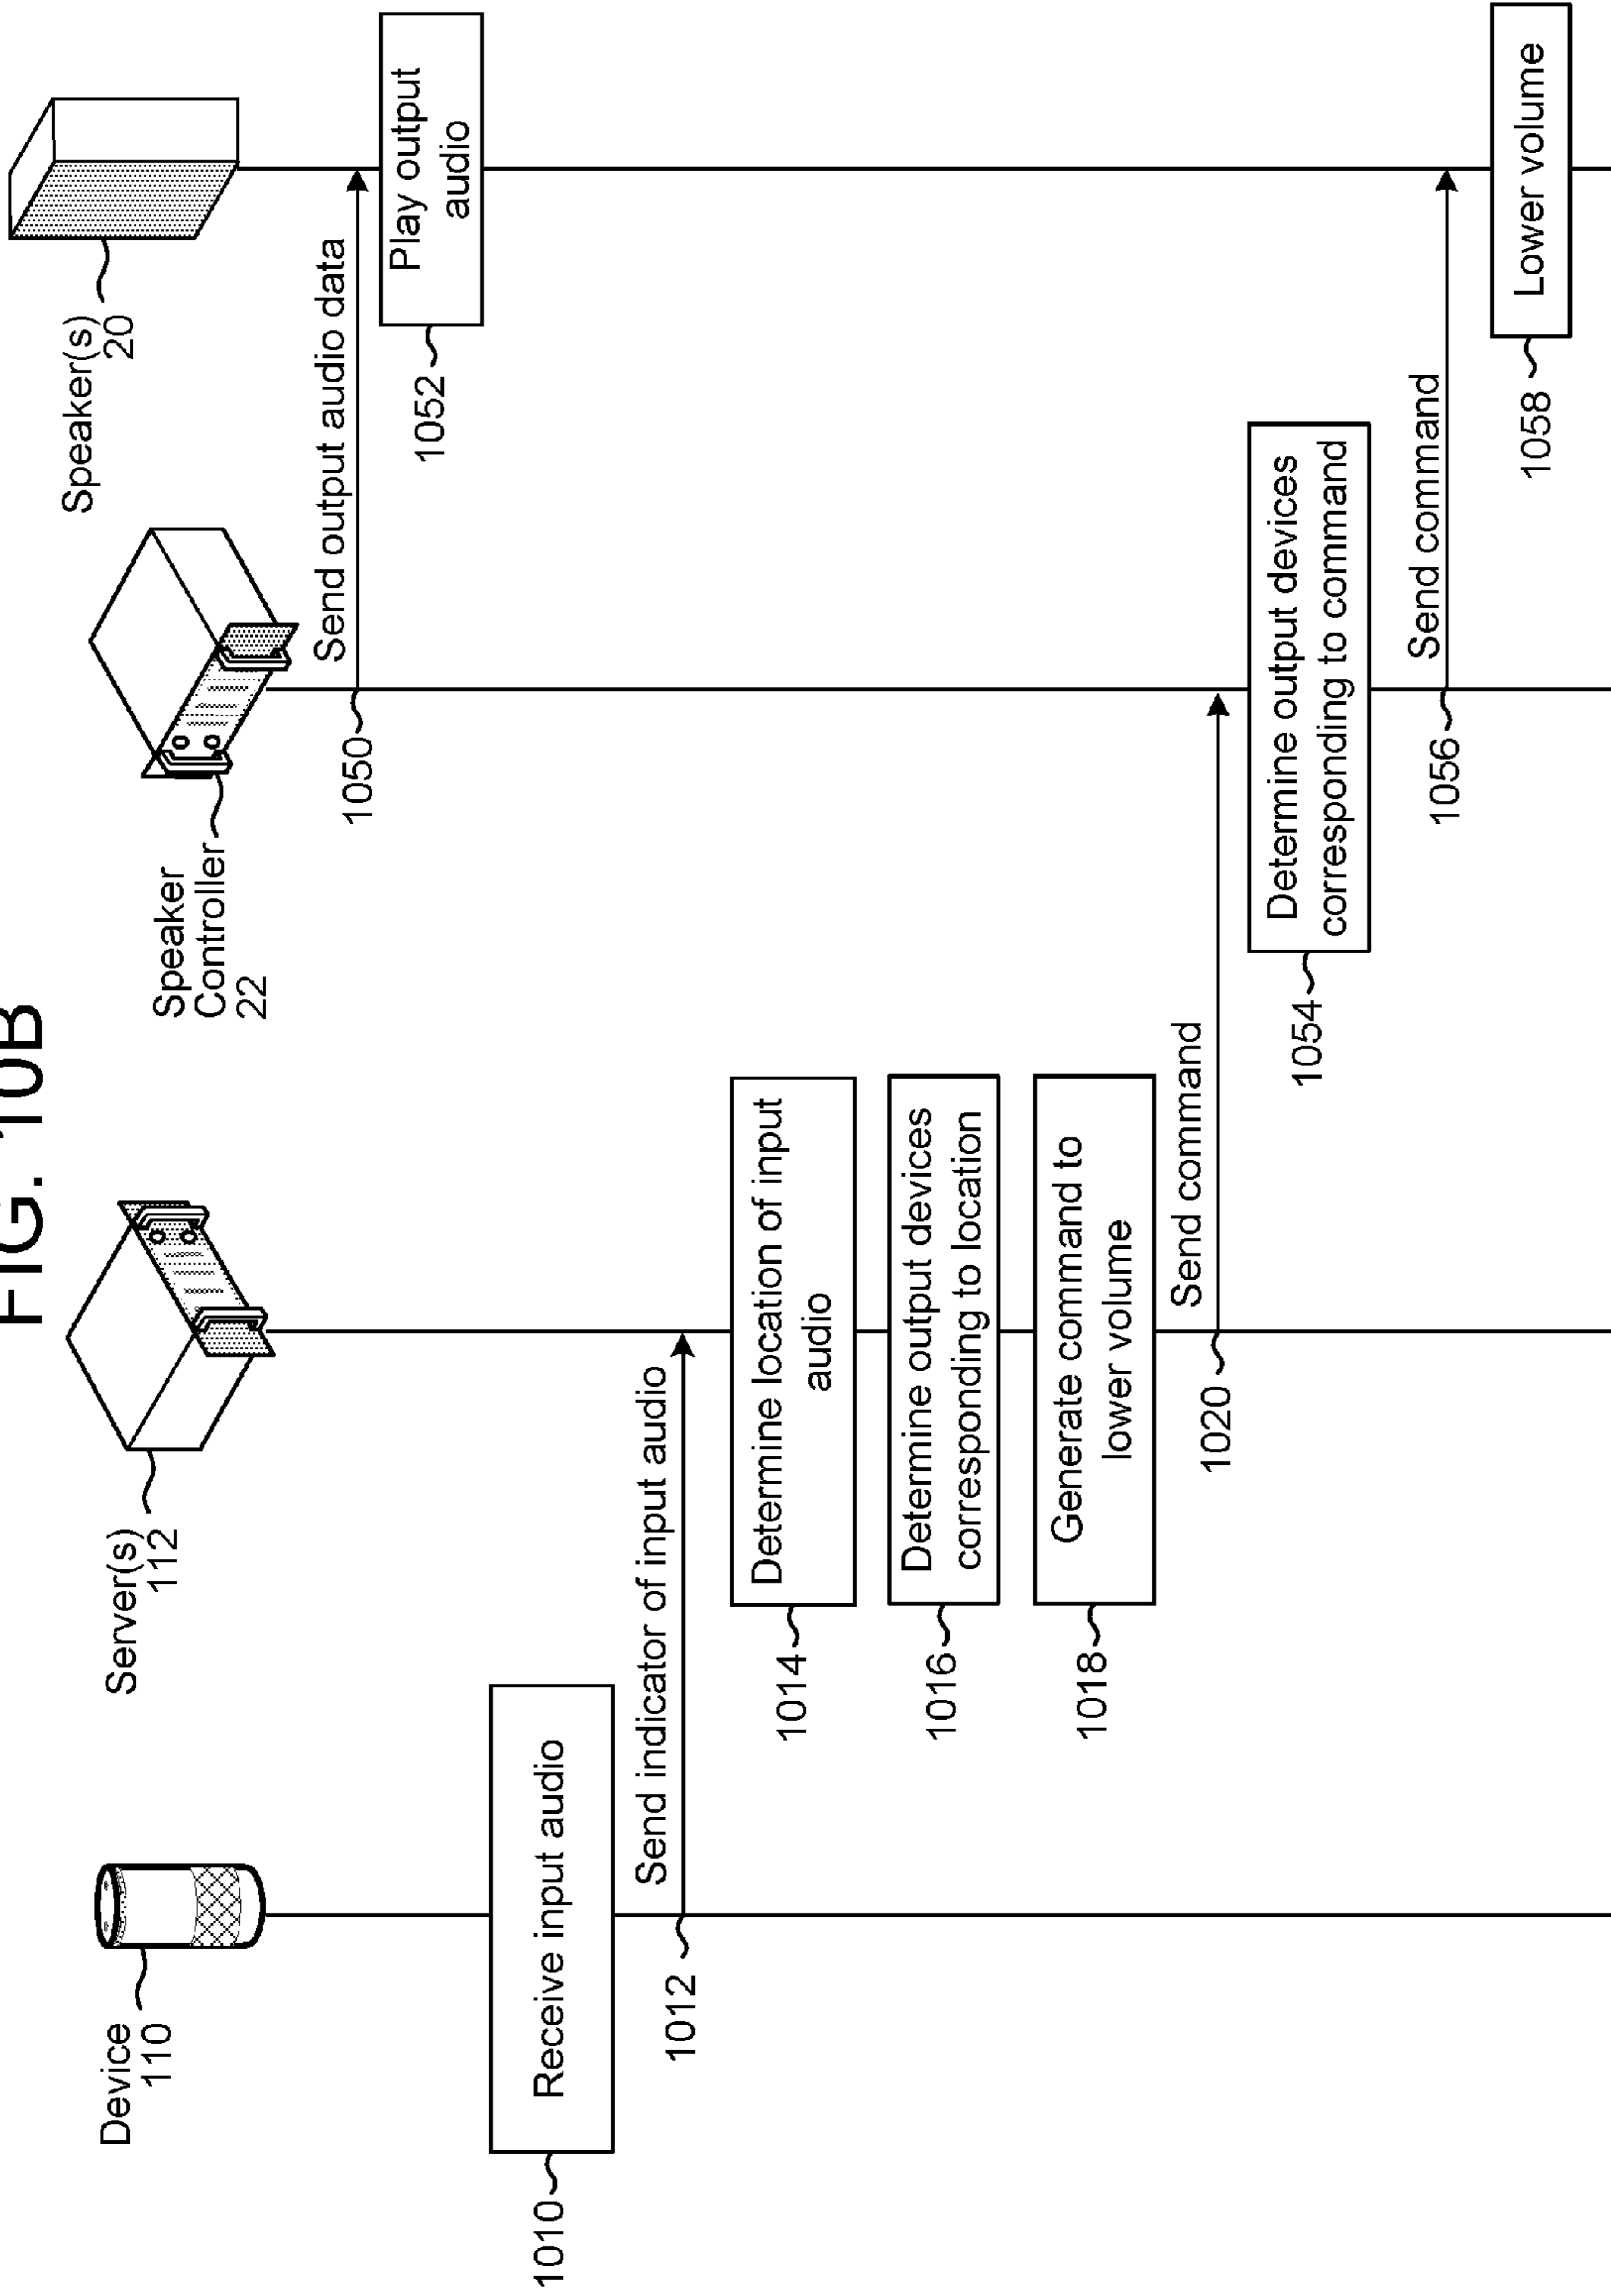 FIG. 10B
Device
110
Server(s)
112
Speaker
Controller
22
Speaker(s)
20
Send output audio data
1050
Play output
audio
1052
Receive input audio
1010
Send indicator of input audio
1012
Determine location of input
audio
1014
Determine output devices
corresponding to location
1016
Generate command to
lower volume
1018
Send command
1020
Determine output devices
corresponding to command
1054
Send command
1056
Lower volume
1058